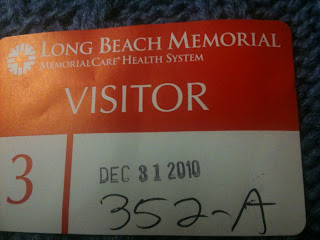 LONG BEACH MEMORIAL
MEMORIALCARE® HEALTH SYSTEM
VISITOR
3
DEC 31 2010
352-A